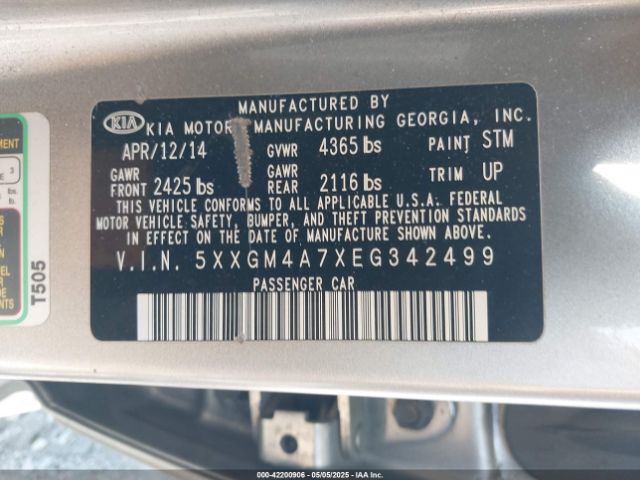 MANUFACTURED BY
KIA KIA MOTORS MANUFACTURING GEORGIA, INC.
APR/12/14 GVWR 4365 lbs PAINT STM
GAWR FRONT 2425 lbs GAWR REAR 2116 lbs TRIM UP
THIS VEHICLE CONFORMS TO ALL APPLICABLE U.S.A. FEDERAL
MOTOR VEHICLE SAFETY, BUMPER, AND THEFT PREVENTION STANDARDS
IN EFFECT ON THE DATE OF MANUFACTURE SHOWN ABOVE.
V.I.N. 5XXGM4A7XEG342499
PASSENGER CAR
T505
000-42200906 - 05/05/2025 - IAAI.COM